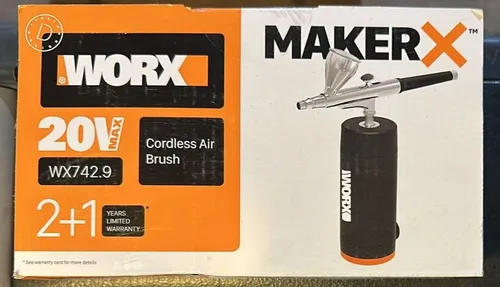 D
WORX
MAKERX™
20V MAX
WX742.9
Cordless Air
Brush
2+1
YEARS
LIMITED
WARRANTY*
WORX
*See warranty card for more details